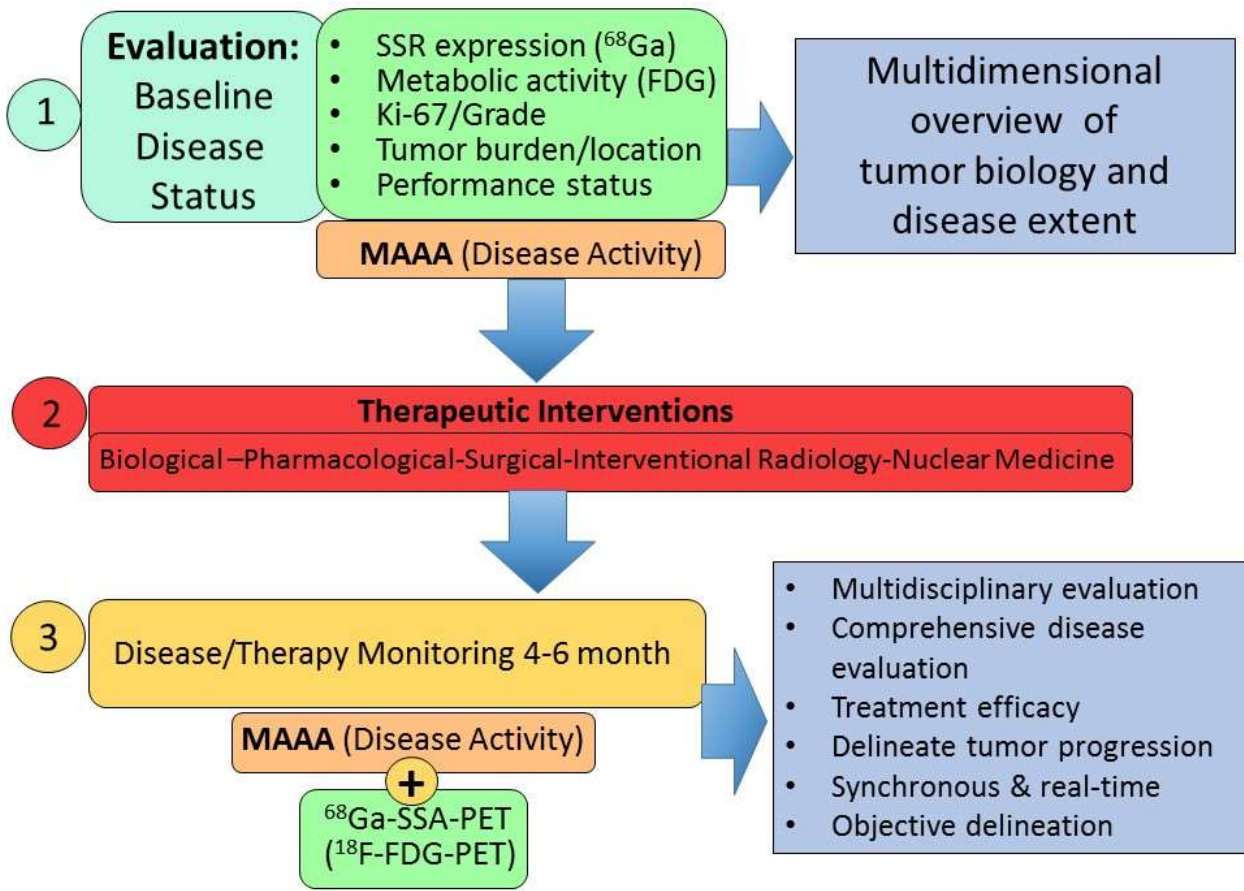 1
Evaluation:
Baseline
Disease
Status
• SSR expression (⁶⁸Ga)
• Metabolic activity (FDG)
• Ki-67/Grade
• Tumor burden/location
• Performance status
MAAA (Disease Activity)
Multidimensional
overview of
tumor biology and
disease extent
2
Therapeutic Interventions
Biological–Pharmacological-Surgical-Interventional Radiology-Nuclear Medicine
3
Disease/Therapy Monitoring 4-6 month
MAAA (Disease Activity)
+
⁶⁸Ga-SSA-PET
(¹⁸F-FDG-PET)
• Multidisciplinary evaluation
• Comprehensive disease
evaluation
• Treatment efficacy
• Delineate tumor progression
• Synchronous & real-time
• Objective delineation